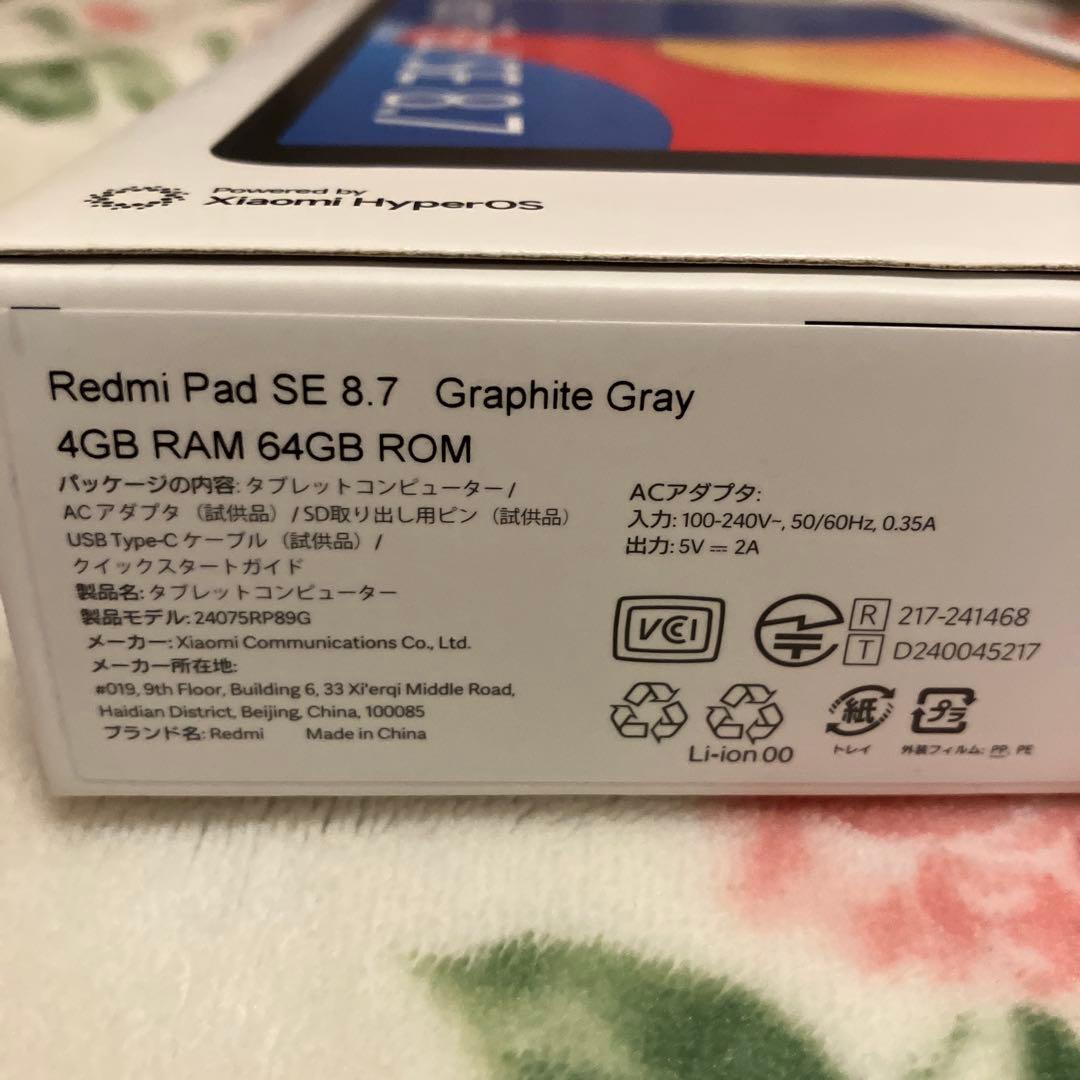 Powered by
Xiaomi HyperOS
Redmi Pad SE 8.7 Graphite Gray
4GB RAM 64GB ROM
パッケージの内容: タブレットコンピューター /
ACアダプタ（試供品）/ SD取り出し用ピン（試供品）
USB Type-C ケーブル（試供品）/
クイックスタートガイド
製品名: タブレットコンピューター
製品モデル: 24075RP89G
メーカー: Xiaomi Communications Co., Ltd.
メーカー所在地:
#019, 9th Floor, Building 6, 33 Xi'erqi Middle Road,
Haidian District, Beijing, China, 100085
ブランド名: Redmi Made in China
ACアダプタ:
入力: 100-240V~, 50/60Hz, 0.35A
出力: 5V ⎓ 2A
VCCI
R 217-241468
T D240045217
Li-ion 00
紙
トレイ
プラ
外装フィルム: PP, PE